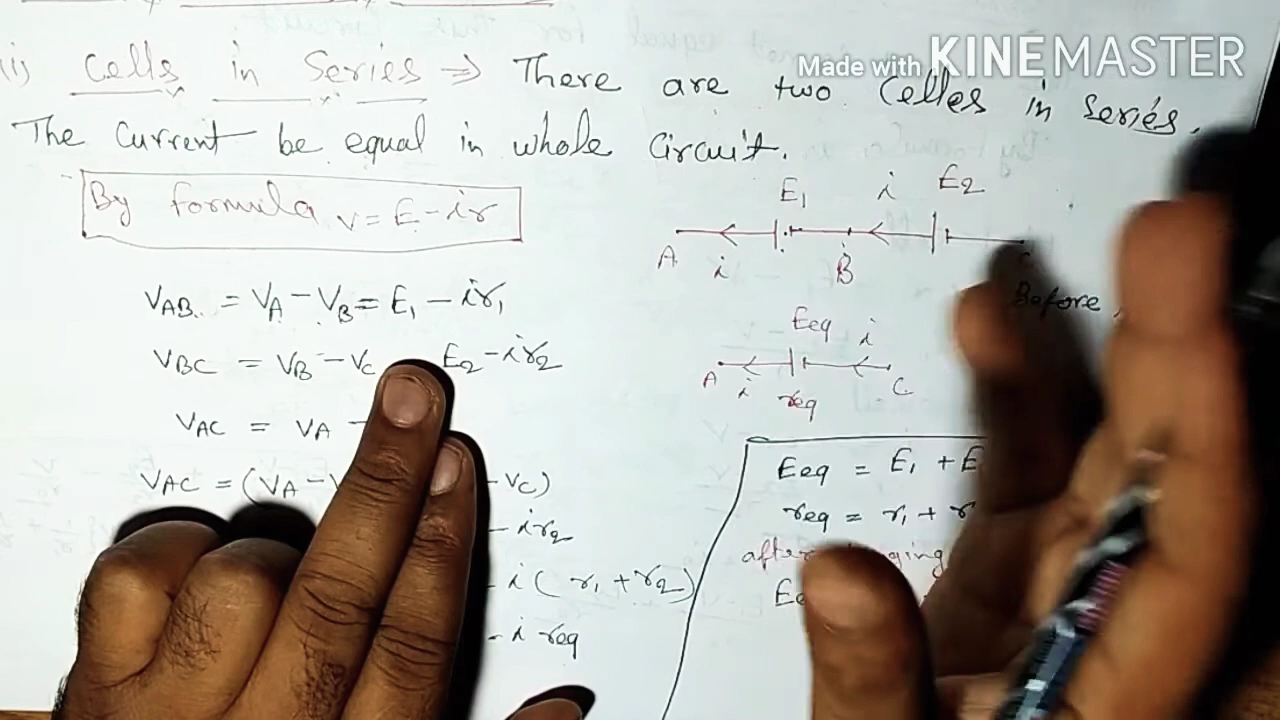 Made with KINEMASTER
(i) Cells in Series ⇒ There are two Celles in Series.
The Current be equal in whole Circuit.
By formula V = E - ir
VAB = VA - VB = E1 - ir1
VBC = VB - VC E2 - ir2
VAC = VA -
VAC = (VA - - VC)
- ir2
- i(r1 + r2)
- i req
E1 i E2
A i B
Before,
Eeq i
A i req C
Eeq = E1 + E
req = r1 + r
after